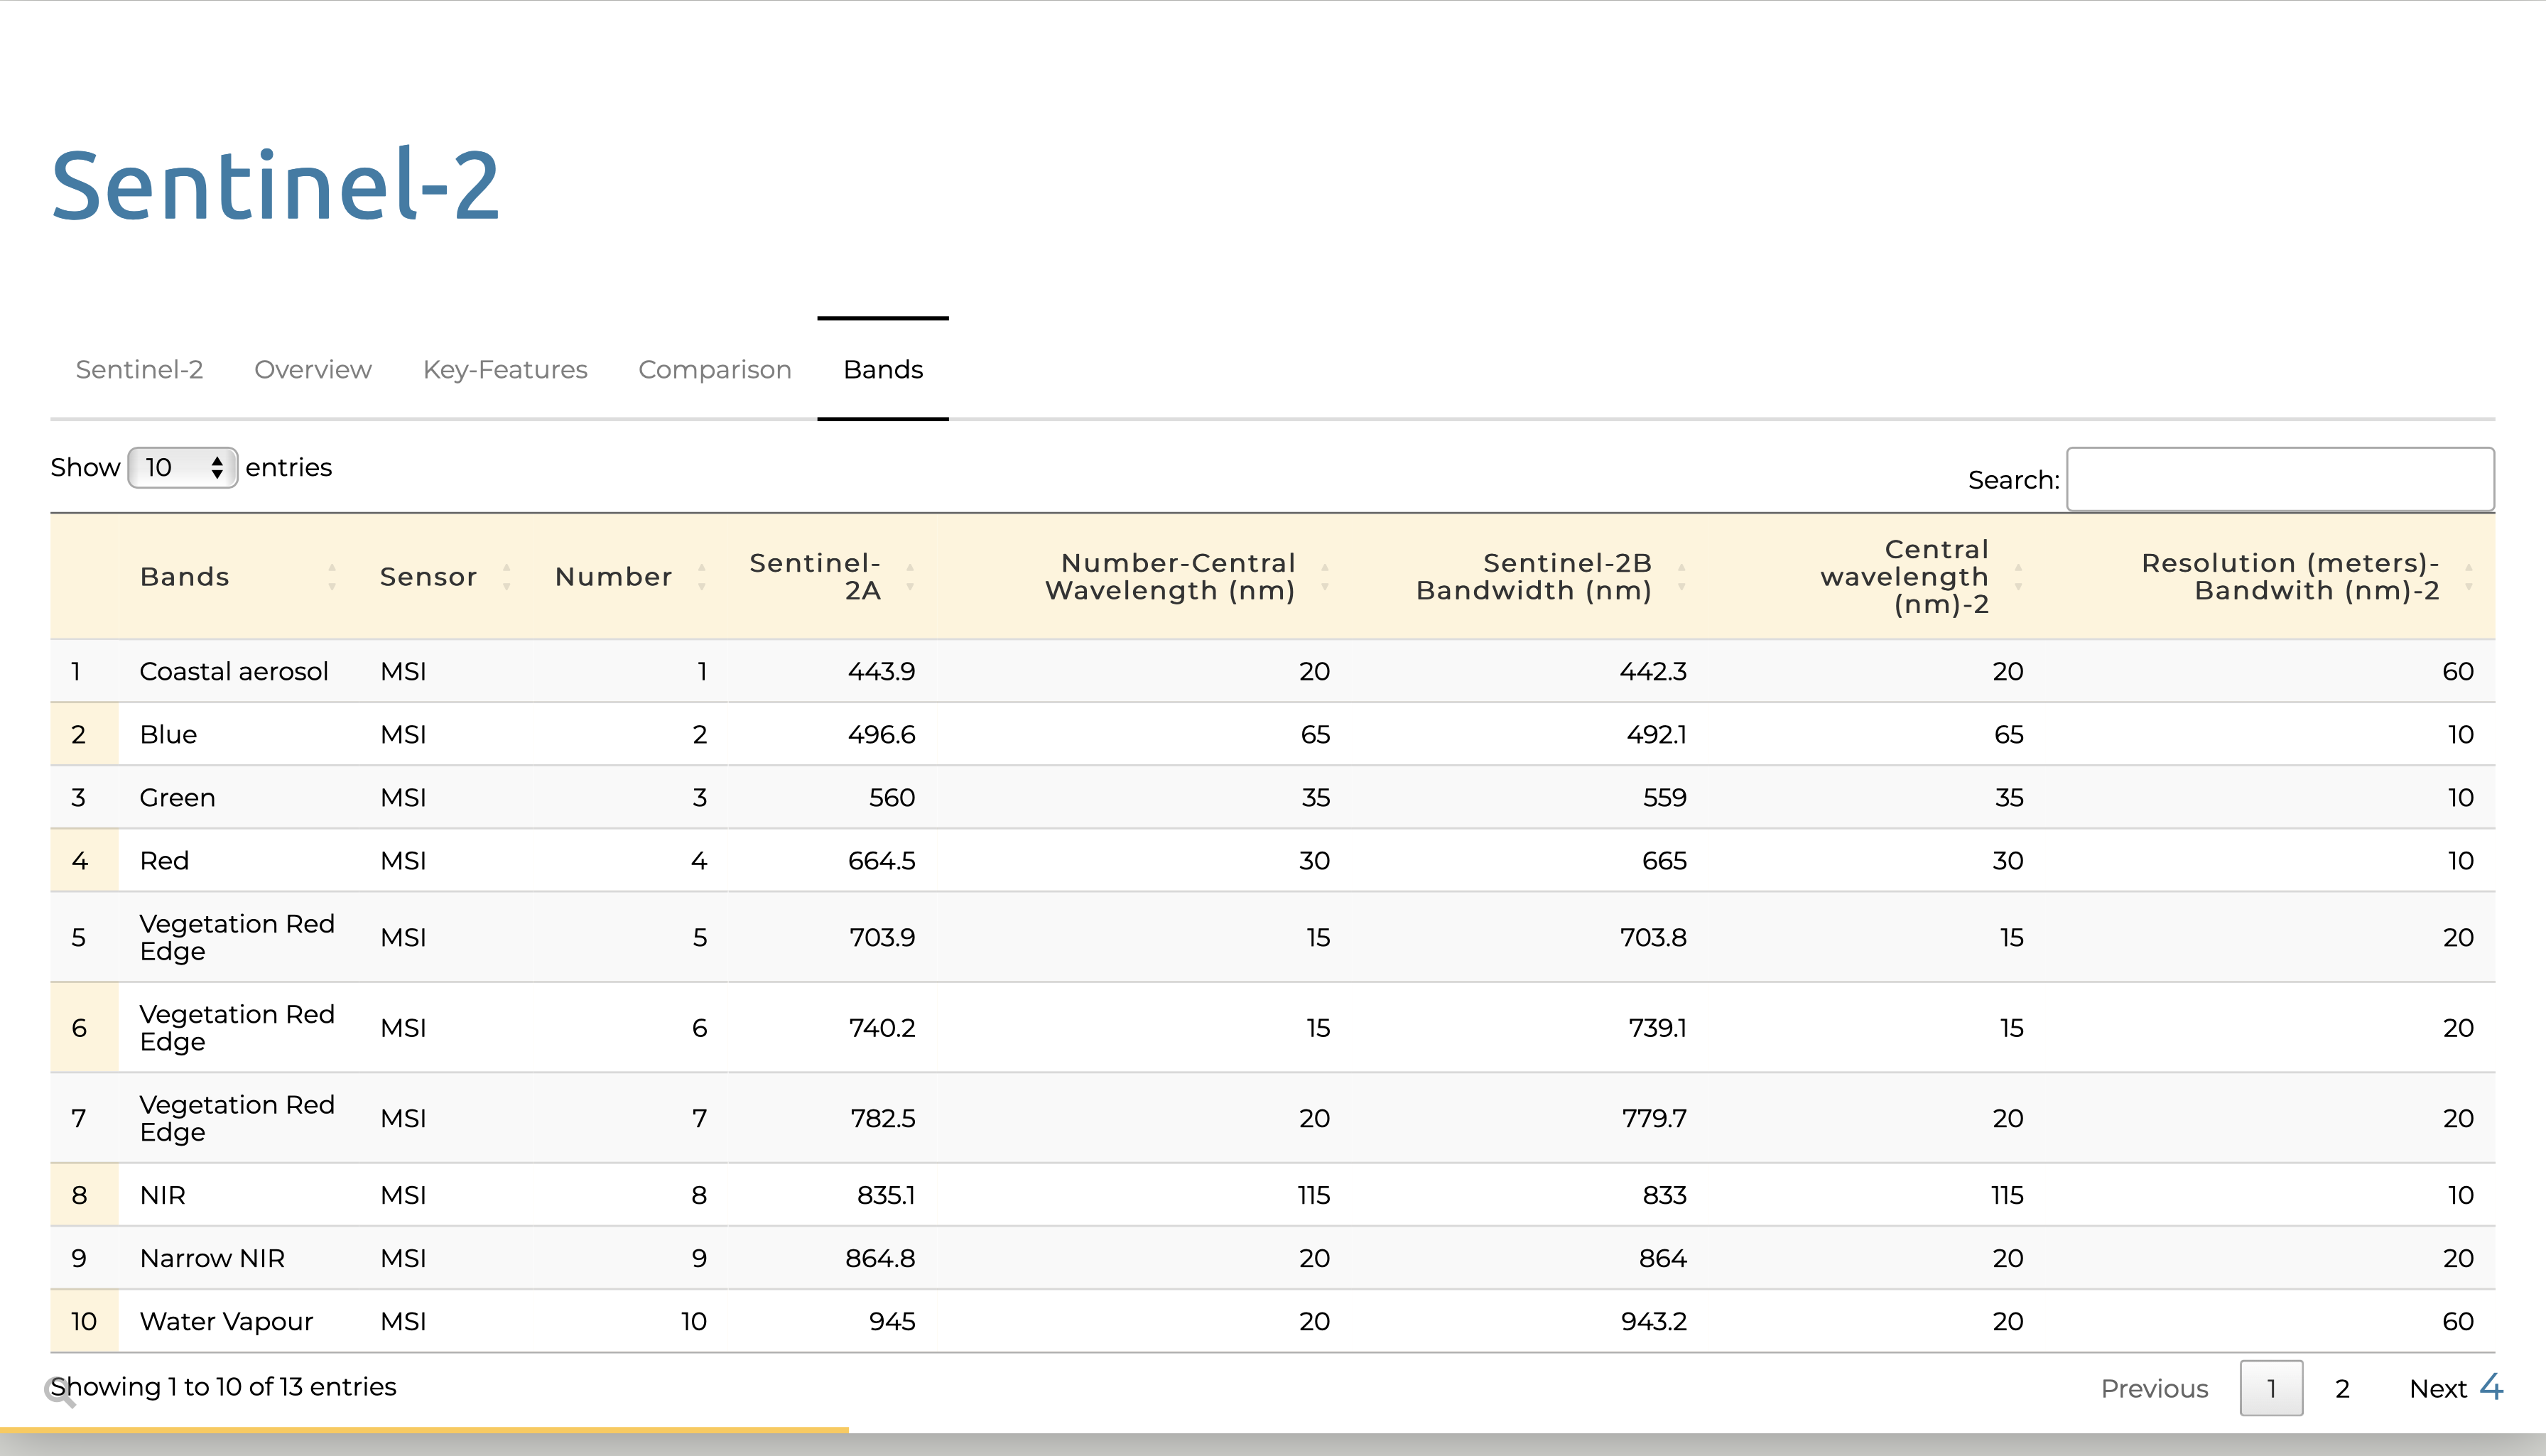 Sentinel-2
Sentinel-2 Overview Key-Features Comparison Bands
Show 10 entries
Search:
Bands Sensor Number Sentinel-2A Number-Central Wavelength (nm) Sentinel-2B Bandwidth (nm) Central wavelength (nm)-2 Resolution (meters)-Bandwith (nm)-2
1 Coastal aerosol MSI 1 443.9 20 442.3 20 60
2 Blue MSI 2 496.6 65 492.1 65 10
3 Green MSI 3 560 35 559 35 10
4 Red MSI 4 664.5 30 665 30 10
5 Vegetation Red Edge MSI 5 703.9 15 703.8 15 20
6 Vegetation Red Edge MSI 6 740.2 15 739.1 15 20
7 Vegetation Red Edge MSI 7 782.5 20 779.7 20 20
8 NIR MSI 8 835.1 115 833 115 10
9 Narrow NIR MSI 9 864.8 20 864 20 20
10 Water Vapour MSI 10 945 20 943.2 20 60
Showing 1 to 10 of 13 entries
Previous 1 2 Next 4